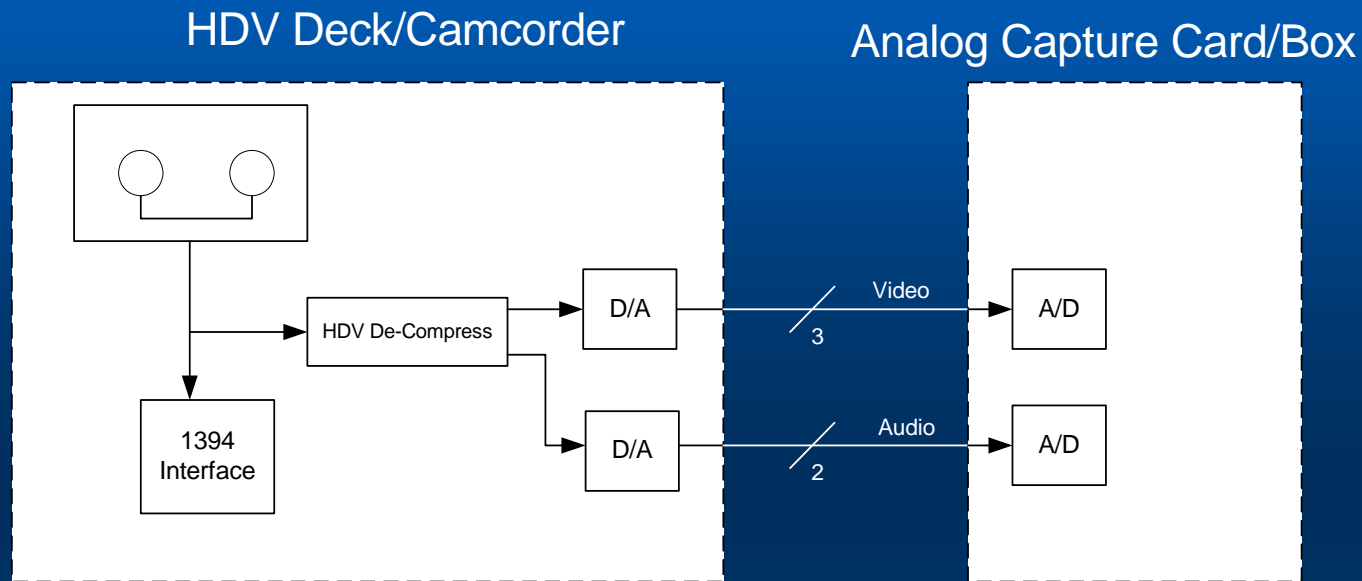 HDV Deck/Camcorder
Analog Capture Card/Box
D/A
Video
3
A/D
HDV De-Compress
1394
Interface
D/A
Audio
2
A/D